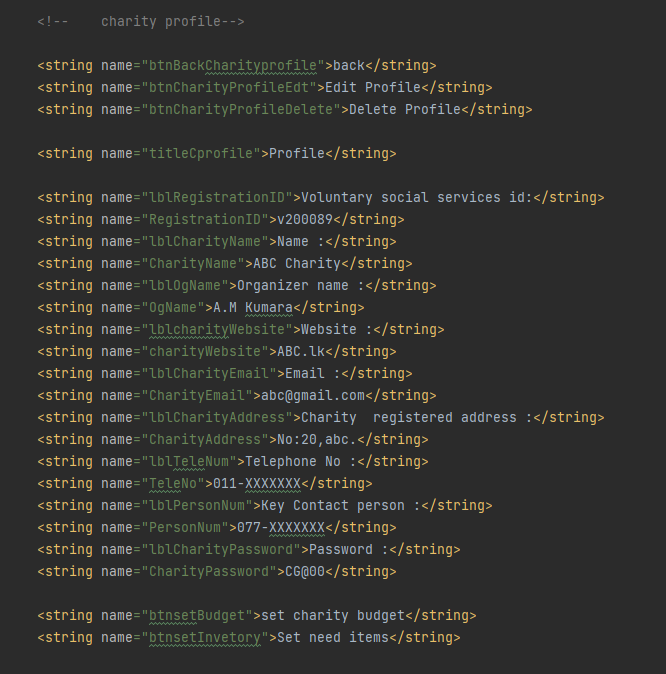 <!--    charity profile-->
<string name="btnBackCharityprofile">back</string>
<string name="btnCharityProfileEdt">Edit Profile</string>
<string name="btnCharityProfileDelete">Delete Profile</string>
<string name="titleCprofile">Profile</string>
<string name="lblRegistrationID">Voluntary social services id:</string>
<string name="RegistrationID">v200089</string>
<string name="lblCharityName">Name :</string>
<string name="CharityName">ABC Charity</string>
<string name="lblOgName">Organizer name :</string>
<string name="OgName">A.M Kumara</string>
<string name="lblcharityWebsite">Website :</string>
<string name="charityWebsite">ABC.lk</string>
<string name="lblCharityEmail">Email :</string>
<string name="CharityEmail">abc@gmail.com</string>
<string name="lblCharityAddress">Charity  registered address :</string>
<string name="CharityAddress">No:20,abc.</string>
<string name="lblTeleNum">Telephone No :</string>
<string name="TeleNo">011-XXXXXXX</string>
<string name="lblPersonNum">Key Contact person :</string>
<string name="PersonNum">077-XXXXXXX</string>
<string name="lblCharityPassword">Password :</string>
<string name="CharityPassword">CG@00</string>
<string name="btnsetBudget">set charity budget</string>
<string name="btnsetInvetory">Set need items</string>